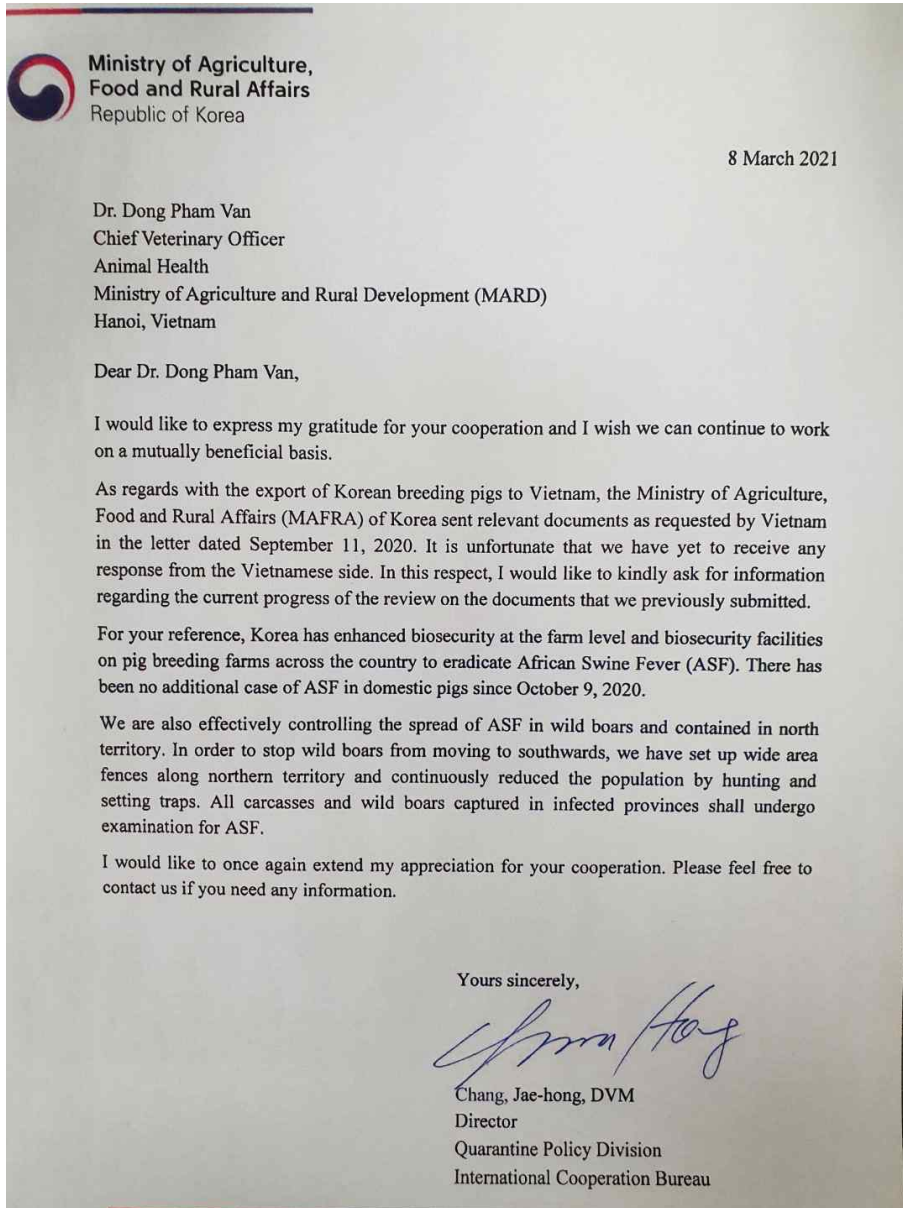 Ministry of Agriculture,
Food and Rural Affairs
Republic of Korea
8 March 2021
Dr. Dong Pham Van
Chief Veterinary Officer
Animal Health
Ministry of Agriculture and Rural Development (MARD)
Hanoi, Vietnam
Dear Dr. Dong Pham Van,
I would like to express my gratitude for your cooperation and I wish we can continue to work
on a mutually beneficial basis.
As regards with the export of Korean breeding pigs to Vietnam, the Ministry of Agriculture,
Food and Rural Affairs (MAFRA) of Korea sent relevant documents as requested by Vietnam
in the letter dated September 11, 2020. It is unfortunate that we have yet to receive any
response from the Vietnamese side. In this respect, I would like to kindly ask for information
regarding the current progress of the review on the documents that we previously submitted.
For your reference, Korea has enhanced biosecurity at the farm level and biosecurity facilities
on pig breeding farms across the country to eradicate African Swine Fever (ASF). There has
been no additional case of ASF in domestic pigs since October 9, 2020.
We are also effectively controlling the spread of ASF in wild boars and contained in north
territory. In order to stop wild boars from moving to southwards, we have set up wide area
fences along northern territory and continuously reduced the population by hunting and
setting traps. All carcasses and wild boars captured in infected provinces shall undergo
examination for ASF.
I would like to once again extend my appreciation for your cooperation. Please feel free to
contact us if you need any information.
Yours sincerely,
Chang, Jae-hong, DVM
Director
Quarantine Policy Division
International Cooperation Bureau